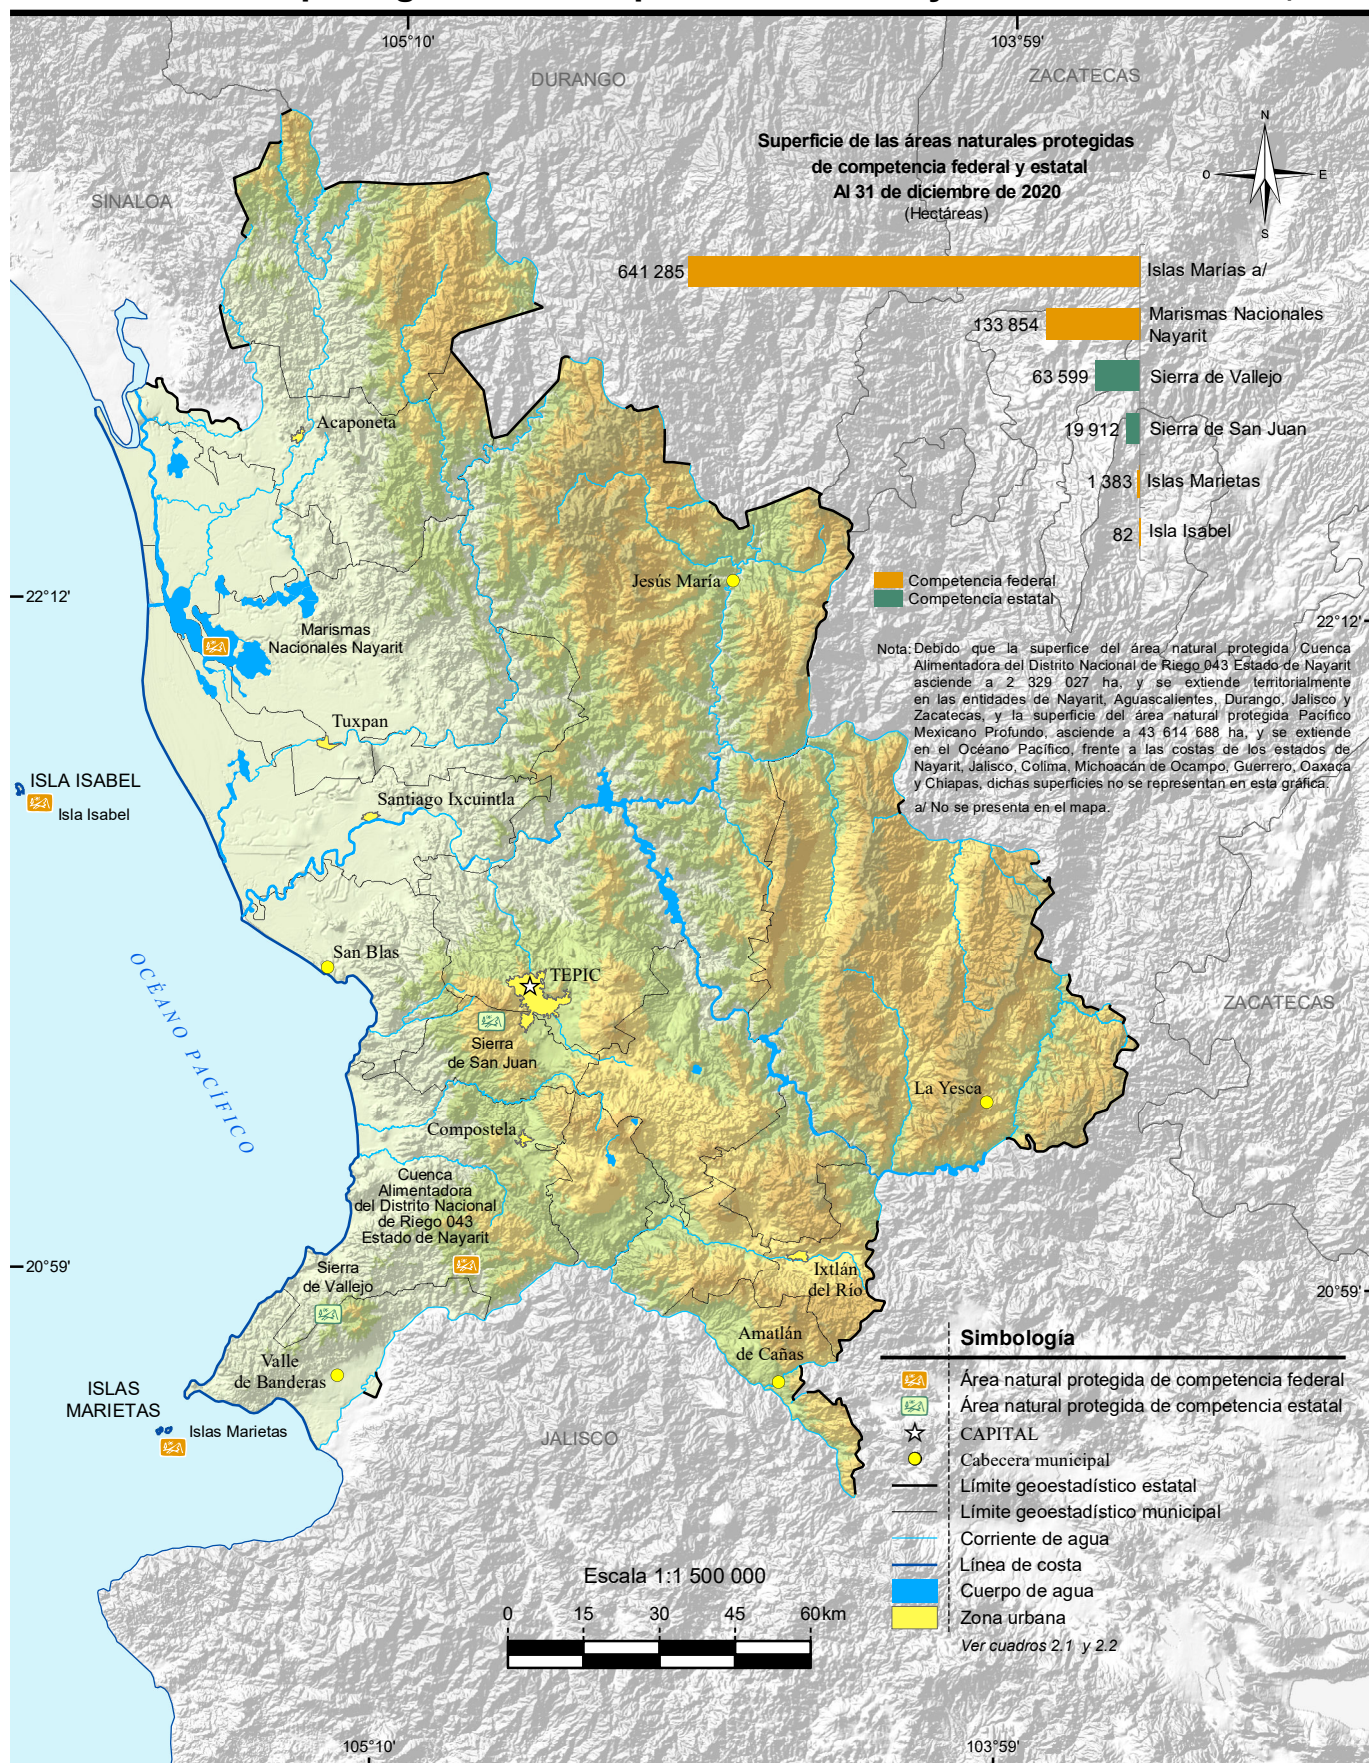 105°10'
103°59'
DURANGO
ZACATECAS
SINALOA
Superficie de las áreas naturales protegidas
de competencia federal y estatal
Al 31 de diciembre de 2020
(Hectáreas)
N
O
E
S
641 285
Islas Marías a/
133 854
Marismas Nacionales
Nayarit
63 599
Sierra de Vallejo
19 912
Sierra de San Juan
1 383
Islas Marietas
82
Isla Isabel
Competencia federal
Competencia estatal
22°12'
22°12'
Nota: Debido que la superfice del área natural protegida Cuenca
Alimentadora del Distrito Nacional de Riego 043 Estado de Nayarit
asciende a 2 329 027 ha, y se extiende territorialmente
en las entidades de Nayarit, Aguascalientes, Durango, Jalisco y
Zacatecas, y la superficie del área natural protegida Pacífico
Mexicano Profundo, asciende a 43 614 688 ha, y se extiende
en el Océano Pacífico, frente a las costas de los estados de
Nayarit, Jalisco, Colima, Michoacán de Ocampo, Guerrero, Oaxaca
y Chiapas, dichas superficies no se representan en esta gráfica.
a/ No se presenta en el mapa.
Acaponeta
Jesús María
Marismas
Nacionales Nayarit
Tuxpan
ISLA ISABEL
Isla Isabel
Santiago Ixcuintla
San Blas
OCÉANO PACÍFICO
TEPIC
Sierra
de San Juan
ZACATECAS
La Yesca
Compostela
Cuenca
Alimentadora
del Distrito Nacional
de Riego 043
Estado de Nayarit
20°59'
20°59'
Sierra
de Vallejo
Ixtlán
del Río
Amatlán
de Cañas
Valle
de Banderas
ISLAS
MARIETAS
Islas Marietas
JALISCO
Simbología
Área natural protegida de competencia federal
Área natural protegida de competencia estatal
CAPITAL
Cabecera municipal
Límite geoestadístico estatal
Límite geoestadístico municipal
Corriente de agua
Línea de costa
Cuerpo de agua
Zona urbana
Ver cuadros 2.1 y 2.2
Escala 1:1 500 000
0 15 30 45 60 km
105°10'
103°59'